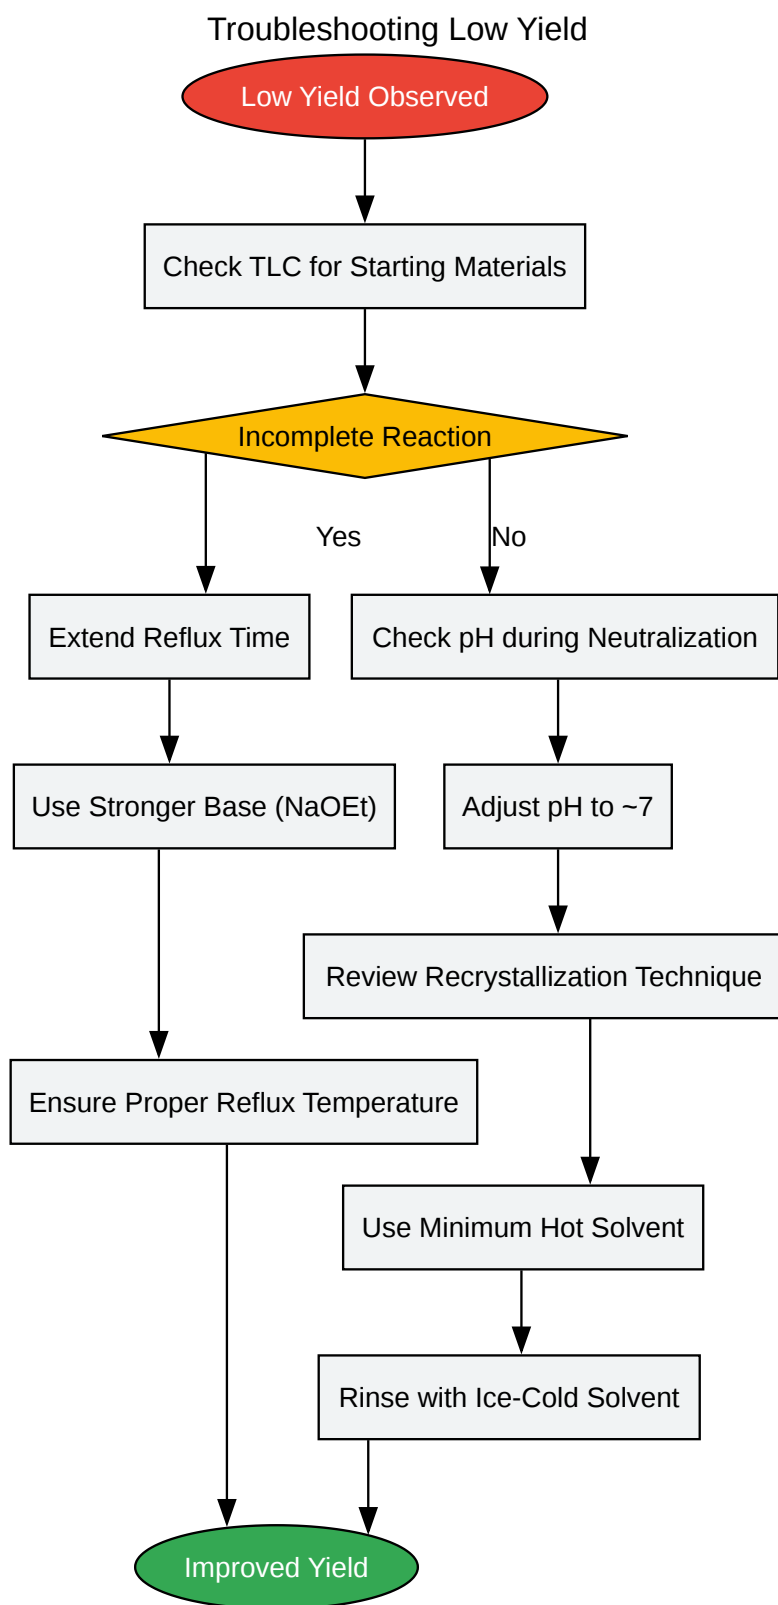 Troubleshooting Low Yield
Low Yield Observed
Check TLC for Starting Materials
Incomplete Reaction
Yes
No
Extend Reflux Time
Check pH during Neutralization
Use Stronger Base (NaOEt)
Adjust pH to ~7
Review Recrystallization Technique
Ensure Proper Reflux Temperature
Use Minimum Hot Solvent
Rinse with Ice-Cold Solvent
Improved Yield